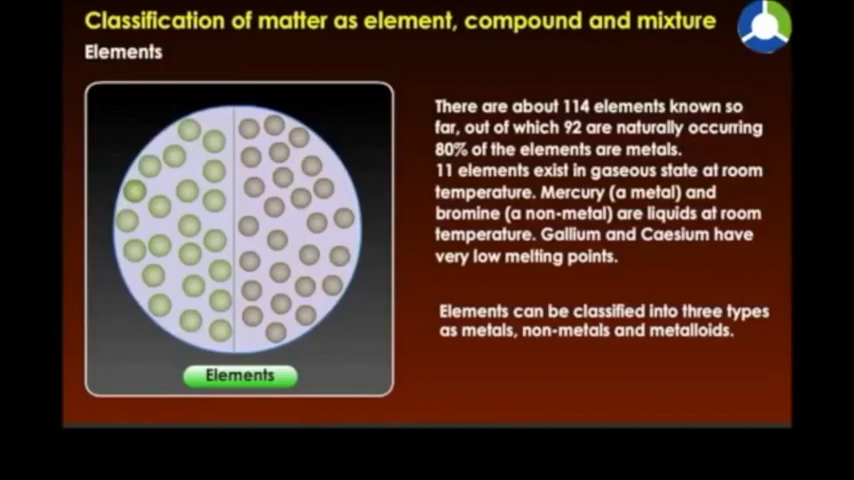 Classification of matter as element, compound and mixture
Elements
There are about 114 elements known so
far, out of which 92 are naturally occurring
80% of the elements are metals.
11 elements exist in gaseous state at room
temperature. Mercury (a metal) and
bromine (a non-metal) are liquids at room
temperature. Gallium and Caesium have
very low melting points.
Elements can be classified into three types
as metals, non-metals and metalloids.
Elements